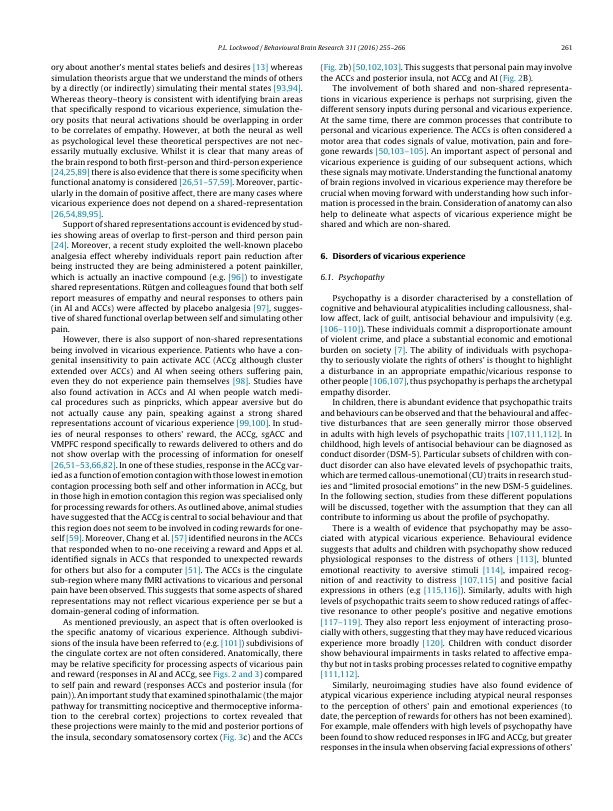 P.L. Lockwood / Behavioural Brain Research 311 (2016) 255–266
261
ory about another's mental states beliefs and desires [13] whereas
simulation theorists argue that we understand the minds of others
by a directly (or indirectly) simulating their mental states [93,94].
Whereas theory–theory is consistent with identifying brain areas
that specifically respond to vicarious experience, simulation the-
ory posits that neural activations should be overlapping in order
to be correlates of empathy. However, at both the neural as well
as psychological level these theoretical perspectives are not nec-
essarily mutually exclusive. Whilst it is clear that many areas of
the brain respond to both first-person and third-person experience
[24,25,89] there is also evidence that there is some specificity when
functional anatomy is considered [26,51–57,59]. Moreover, partic-
ularly in the domain of positive affect, there are many cases where
vicarious experience does not depend on a shared-representation
[26,54,89,95].
Support of shared representations account is evidenced by stud-
ies showing areas of overlap to first-person and third person pain
[24]. Moreover, a recent study exploited the well-known placebo
analgesia effect whereby individuals report pain reduction after
being instructed they are being administered a potent painkiller,
which is actually an inactive compound (e.g. [96]) to investigate
shared representations. Rütgen and colleagues found that both self
report measures of empathy and neural responses to others pain
(in AI and ACCs) were affected by placebo analgesia [97], sugges-
tive of shared functional overlap between self and simulating other
pain.
However, there is also support of non-shared representations
being involved in vicarious experience. Patients who have a con-
genital insensitivity to pain activate ACC (ACCg although cluster
extended over ACCs) and AI when seeing others suffering pain,
even they do not experience pain themselves [98]. Studies have
also found activation in ACCs and AI when people watch medi-
cal procedures such as pinpricks, which appear aversive but do
not actually cause any pain, speaking against a strong shared
representations account of vicarious experience [99,100]. In stud-
ies of neural responses to others' reward, the ACCg, sgACC and
VMPFC respond specifically to rewards delivered to others and do
not show overlap with the processing of information for oneself
[26,51–53,66,82]. In one of these studies, response in the ACCg var-
ied as a function of emotion contagion with those lowest in emotion
contagion processing both self and other information in ACCg, but
in those high in emotion contagion this region was specialised only
for processing rewards for others. As outlined above, animal studies
have suggested that the ACCg is central to social behaviour and that
this region does not seem to be involved in coding rewards for one-
self [59]. Moreover, Chang et al. [57] identified neurons in the ACCs
that responded when to no-one receiving a reward and Apps et al.
identified signals in ACCs that responded to unexpected rewards
for others but also for a computer [51]. The ACCs is the cingulate
sub-region where many fMRI activations to vicarious and personal
pain have been observed. This suggests that some aspects of shared
representations may not reflect vicarious experience per se but a
domain-general coding of information.
As mentioned previously, an aspect that is often overlooked is
the specific anatomy of vicarious experience. Although subdivi-
sions of the insula have been referred to (e.g. [101]) subdivisions of
the cingulate cortex are not often considered. Anatomically, there
may be relative specificity for processing aspects of vicarious pain
and reward (responses in AI and ACCg, see Figs. 2 and 3) compared
to self pain and reward (responses ACCs and posterior insula (for
pain)). An important study that examined spinothalamic (the major
pathway for transmitting nociceptive and thermoceptive informa-
tion to the cerebral cortex) projections to cortex revealed that
these projections were mainly to the mid and posterior portions of
the insula, secondary somatosensory cortex (Fig. 3c) and the ACCs
(Fig. 2b) [50,102,103]. This suggests that personal pain may involve
the ACCs and posterior insula, not ACCg and AI (Fig. 2B).
The involvement of both shared and non-shared representa-
tions in vicarious experience is perhaps not surprising, given the
different sensory inputs during personal and vicarious experience.
At the same time, there are common processes that contribute to
personal and vicarious experience. The ACCs is often considered a
motor area that codes signals of value, motivation, pain and fore-
gone rewards [50,103–105]. An important aspect of personal and
vicarious experience is guiding of our subsequent actions, which
these signals may motivate. Understanding the functional anatomy
of brain regions involved in vicarious experience may therefore be
crucial when moving forward with understanding how such infor-
mation is processed in the brain. Consideration of anatomy can also
help to delineate what aspects of vicarious experience might be
shared and which are non-shared.
6. Disorders of vicarious experience
6.1. Psychopathy
Psychopathy is a disorder characterised by a constellation of
cognitive and behavioural atypicalities including callousness, shal-
low affect, lack of guilt, antisocial behaviour and impulsivity (e.g.
[106–110]). These individuals commit a disproportionate amount
of violent crime, and place a substantial economic and emotional
burden on society [7]. The ability of individuals with psychopa-
thy to seriously violate the rights of others' is thought to highlight
a disturbance in an appropriate empathic/vicarious response to
other people [106,107], thus psychopathy is perhaps the archetypal
empathy disorder.
In children, there is abundant evidence that psychopathic traits
and behaviours can be observed and that the behavioural and affec-
tive disturbances that are seen generally mirror those observed
in adults with high levels of psychopathic traits [107,111,112]. In
childhood, high levels of antisocial behaviour can be diagnosed as
conduct disorder (DSM-5). Particular subsets of children with con-
duct disorder can also have elevated levels of psychopathic traits,
which are termed callous-unemotional (CU) traits in research stud-
ies and "limited prosocial emotions" in the new DSM-5 guidelines.
In the following section, studies from these different populations
will be discussed, together with the assumption that they can all
contribute to informing us about the profile of psychopathy.
There is a wealth of evidence that psychopathy may be asso-
ciated with atypical vicarious experience. Behavioural evidence
suggests that adults and children with psychopathy show reduced
physiological responses to the distress of others [113], blunted
emotional reactivity to aversive stimuli [114], impaired recog-
nition of and reactivity to distress [107,115] and positive facial
expressions in others (e.g [115,116]). Similarly, adults with high
levels of psychopathic traits seem to show reduced ratings of affec-
tive resonance to other people's positive and negative emotions
[117–119]. They also report less enjoyment of interacting proso-
cially with others, suggesting that they may have reduced vicarious
experience more broadly [120]. Children with conduct disorder
show behavioural impairments in tasks related to affective empa-
thy but not in tasks probing processes related to cognitive empathy
[111,112].
Similarly, neuroimaging studies have also found evidence of
atypical vicarious experience including atypical neural responses
to the perception of others' pain and emotional experiences (to
date, the perception of rewards for others has not been examined).
For example, male offenders with high levels of psychopathy have
been found to show reduced responses in IFG and ACCg, but greater
responses in the insula when observing facial expressions of others'